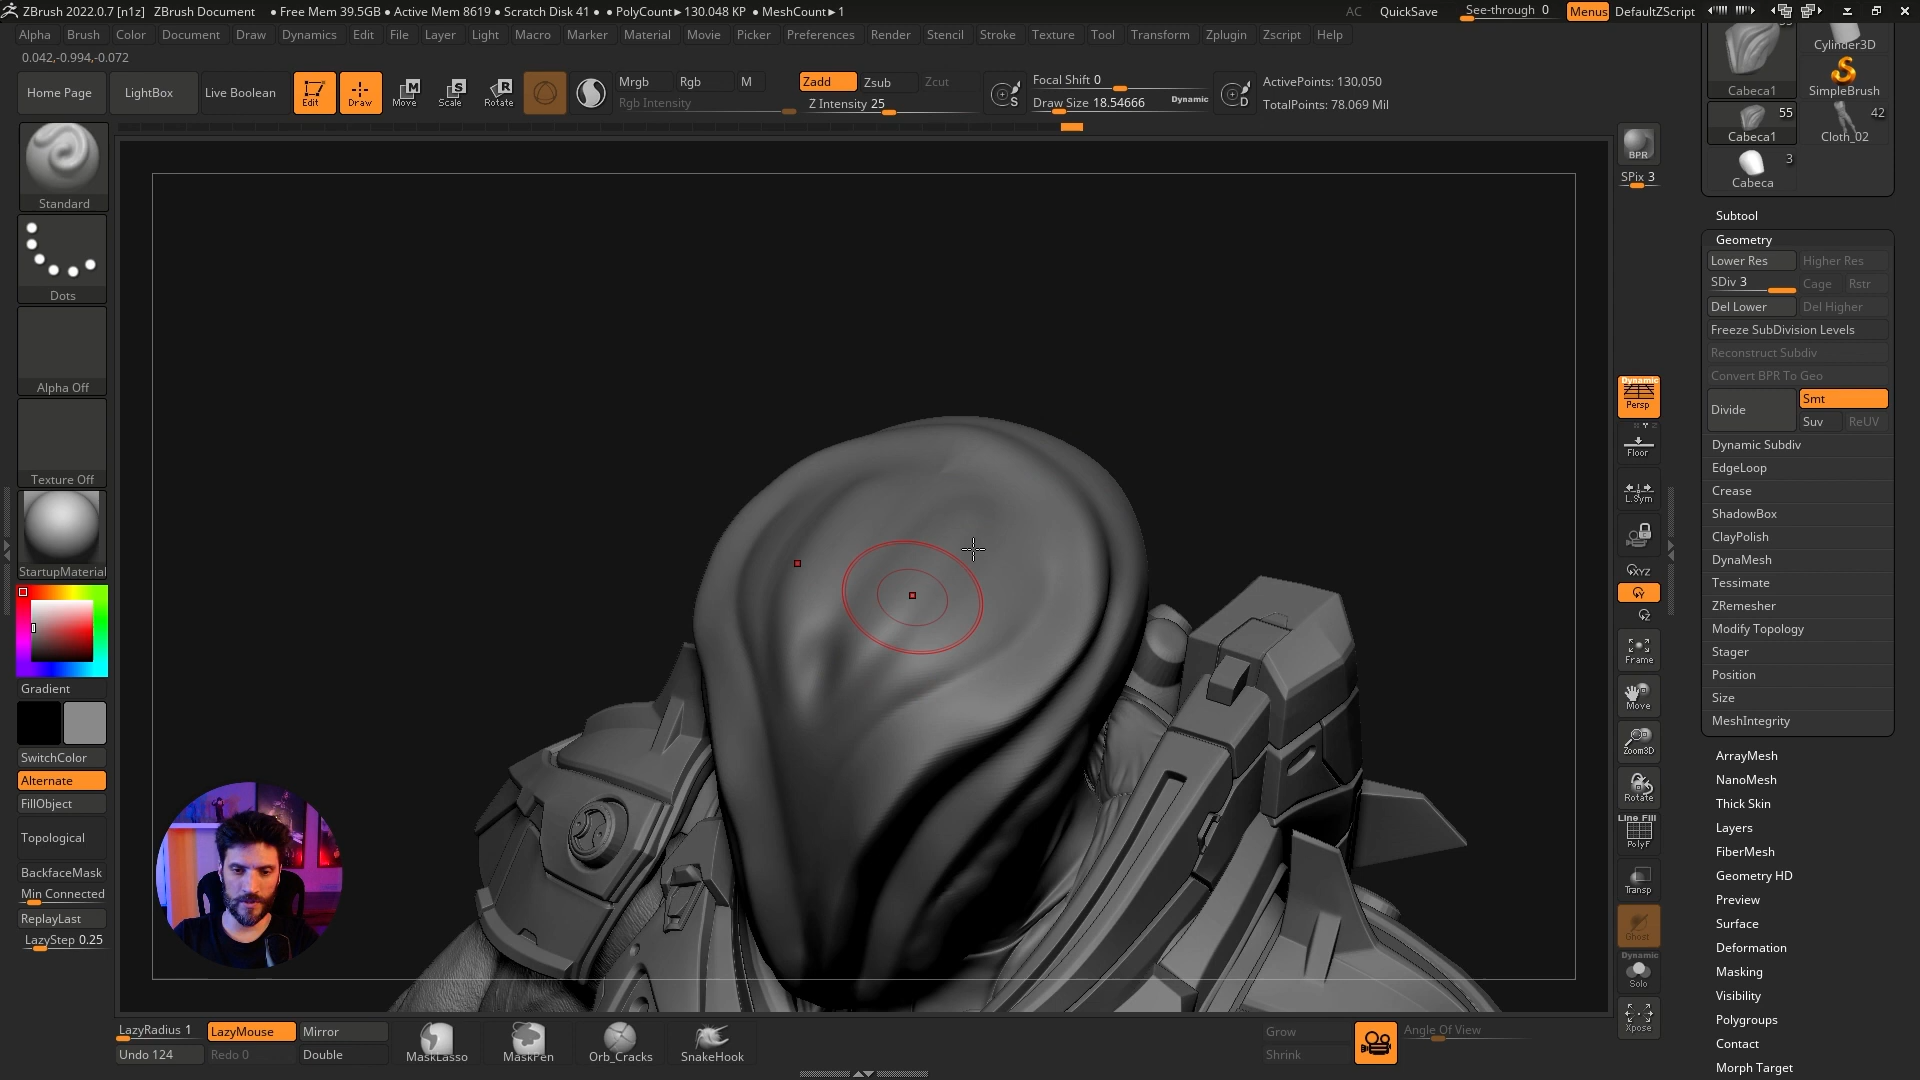 ZBrush 2022.0.7 [n1z] ZBrush Document ● Free Mem 39.5GB ● Active Mem 8619 ● Scratch Disk 41 ● ● PolyCount►130.048 KP ● MeshCount►1 AC QuickSave See-through 0 Menus DefaultZScript
Alpha Brush Color Document Draw Dynamics Edit File Layer Light Macro Marker Material Movie Picker Preferences Render Stencil Stroke Texture Tool Transform Zplugin Zscript Help
0.042,-0.994,-0.072
Home Page LightBox Live Boolean Edit Draw Move Scale Rotate
Mrgb Rgb M
Rgb Intensity
Zadd Zsub Zcut
Z Intensity 25
Focal Shift 0
Draw Size 18.54666 Dynamic
ActivePoints: 130,050
TotalPoints: 78.069 Mil
Standard
Dots
Alpha Off
Texture Off
StartupMaterial
Gradient
SwitchColor
Alternate
FillObject
Topological
BackfaceMask
Min Connected
ReplayLast
LazyStep 0.25
LazyRadius 1 LazyMouse Mirror
Undo 124 Redo 0 Double
MaskLasso MaskPen Orb_Cracks SnakeHook
Grow
Shrink
Angle Of View
BPR
SPix 3
Dynamic
Persp
Floor
L.Sym
XYZ
Y
Z
Frame
Move
Zoom3D
Rotate
Line Fill
PolyF
Transp
Ghost
Dynamic
Solo
Xpose
Cylinder3D
Cabeca1 SimpleBrush
55 42
Cabeca1 Cloth_02
3
Cabeca
Subtool
Geometry
Lower Res Higher Res
SDiv 3 Cage Rstr
Del Lower Del Higher
Freeze SubDivision Levels
Reconstruct Subdiv
Convert BPR To Geo
Divide Smt
Suv ReUV
Dynamic Subdiv
EdgeLoop
Crease
ShadowBox
ClayPolish
DynaMesh
Tessimate
ZRemesher
Modify Topology
Stager
Position
Size
MeshIntegrity
ArrayMesh
NanoMesh
Thick Skin
Layers
FiberMesh
Geometry HD
Preview
Surface
Deformation
Masking
Visibility
Polygroups
Contact
Morph Target